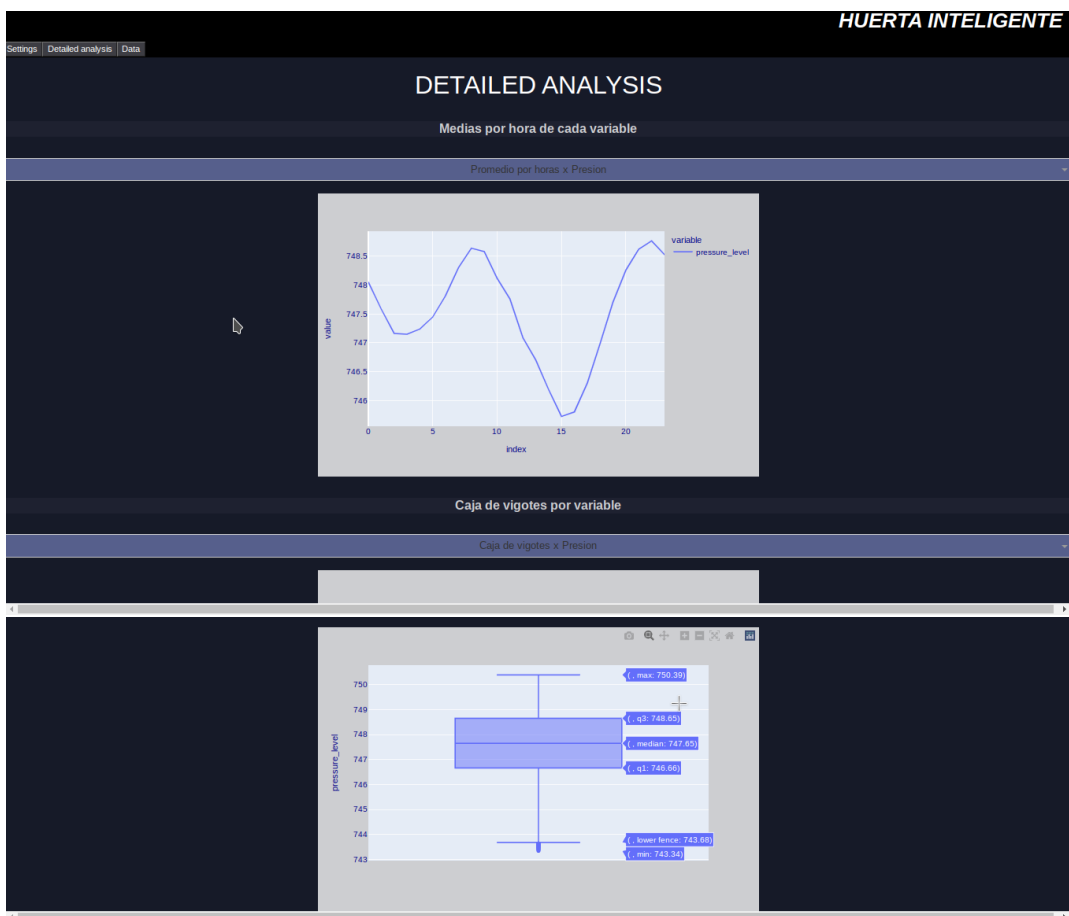 HUERTA INTELIGENTE
Settings Detailed analysis Data
DETAILED ANALYSIS
Medias por hora de cada variable
Promedio por horas x Presion
variable
pressure_level
748.5
748
747.5
747
746.5
746
value
0 5 10 15 20
index
Caja de vigotes por variable
Caja de vigotes x Presion
750
749
748
747
746
745
744
743
pressure_level
( , max: 750.39)
( , q3: 748.65)
( , median: 747.65)
( , q1: 746.66)
( , lower fence: 743.68)
( , min: 743.34)